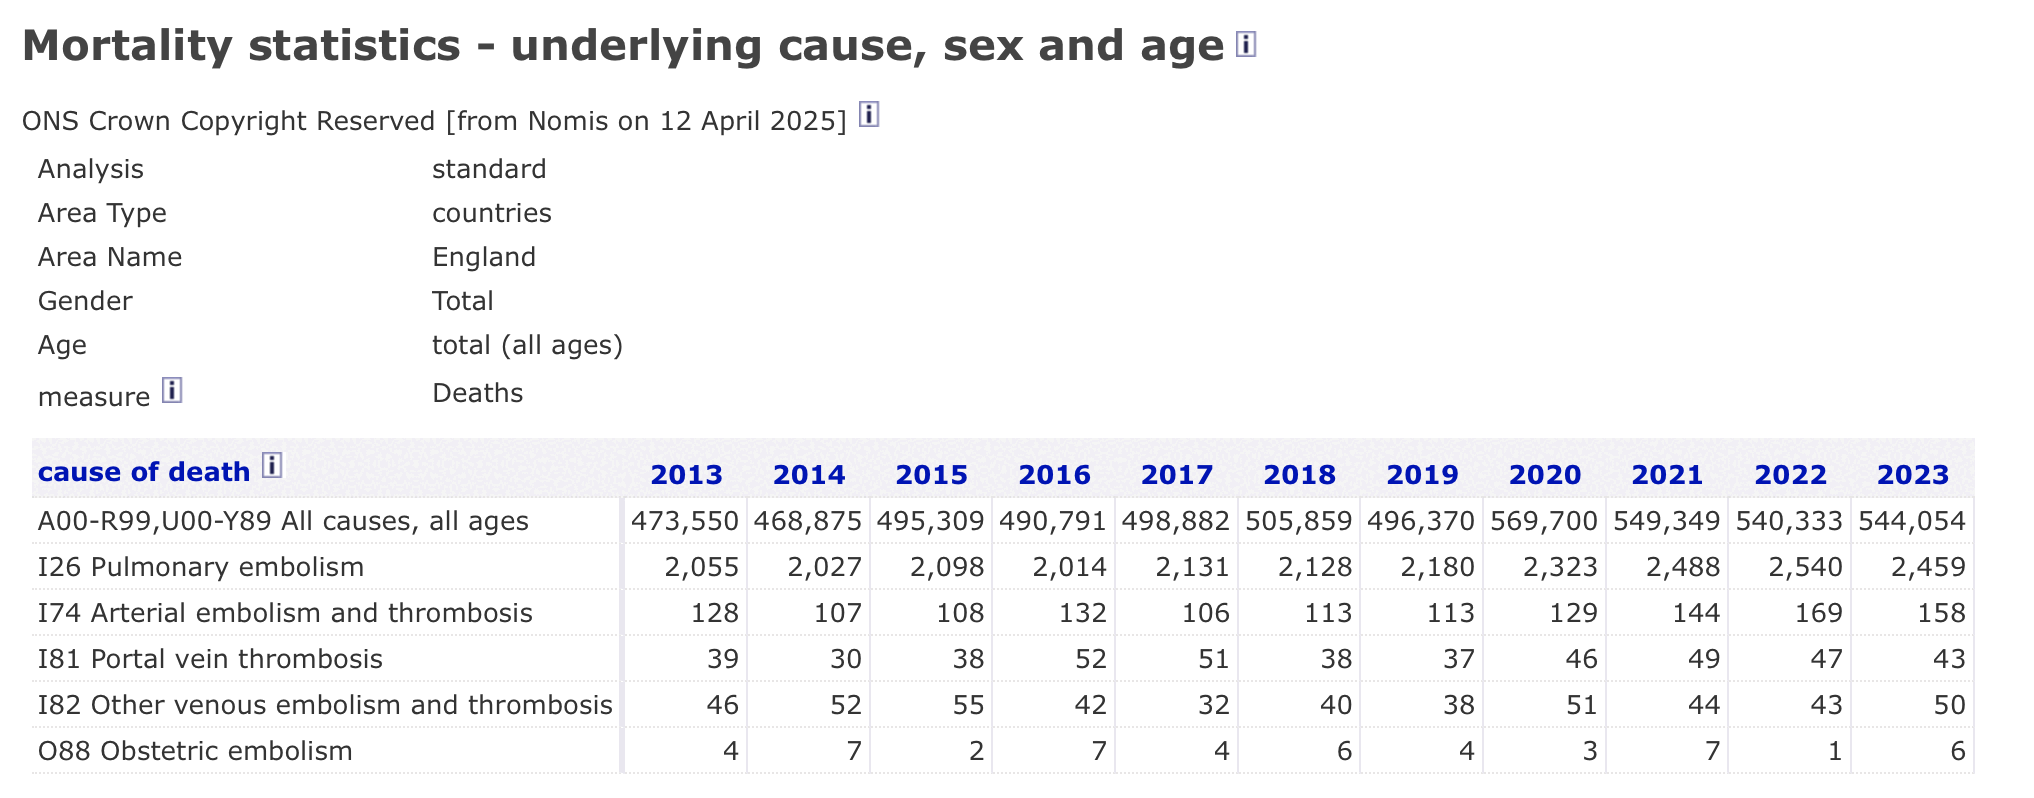 Mortality statistics - underlying cause, sex and age i
ONS Crown Copyright Reserved [from Nomis on 12 April 2025] i
Analysis standard
Area Type countries
Area Name England
Gender Total
Age total (all ages)
measure i Deaths
cause of death i 2013 2014 2015 2016 2017 2018 2019 2020 2021 2022 2023
A00-R99,U00-Y89 All causes, all ages 473,550 468,875 495,309 490,791 498,882 505,859 496,370 569,700 549,349 540,333 544,054
I26 Pulmonary embolism 2,055 2,027 2,098 2,014 2,131 2,128 2,180 2,323 2,488 2,540 2,459
I74 Arterial embolism and thrombosis 128 107 108 132 106 113 113 129 144 169 158
I81 Portal vein thrombosis 39 30 38 52 51 38 37 46 49 47 43
I82 Other venous embolism and thrombosis 46 52 55 42 32 40 38 51 44 43 50
O88 Obstetric embolism 4 7 2 7 4 6 4 3 7 1 6